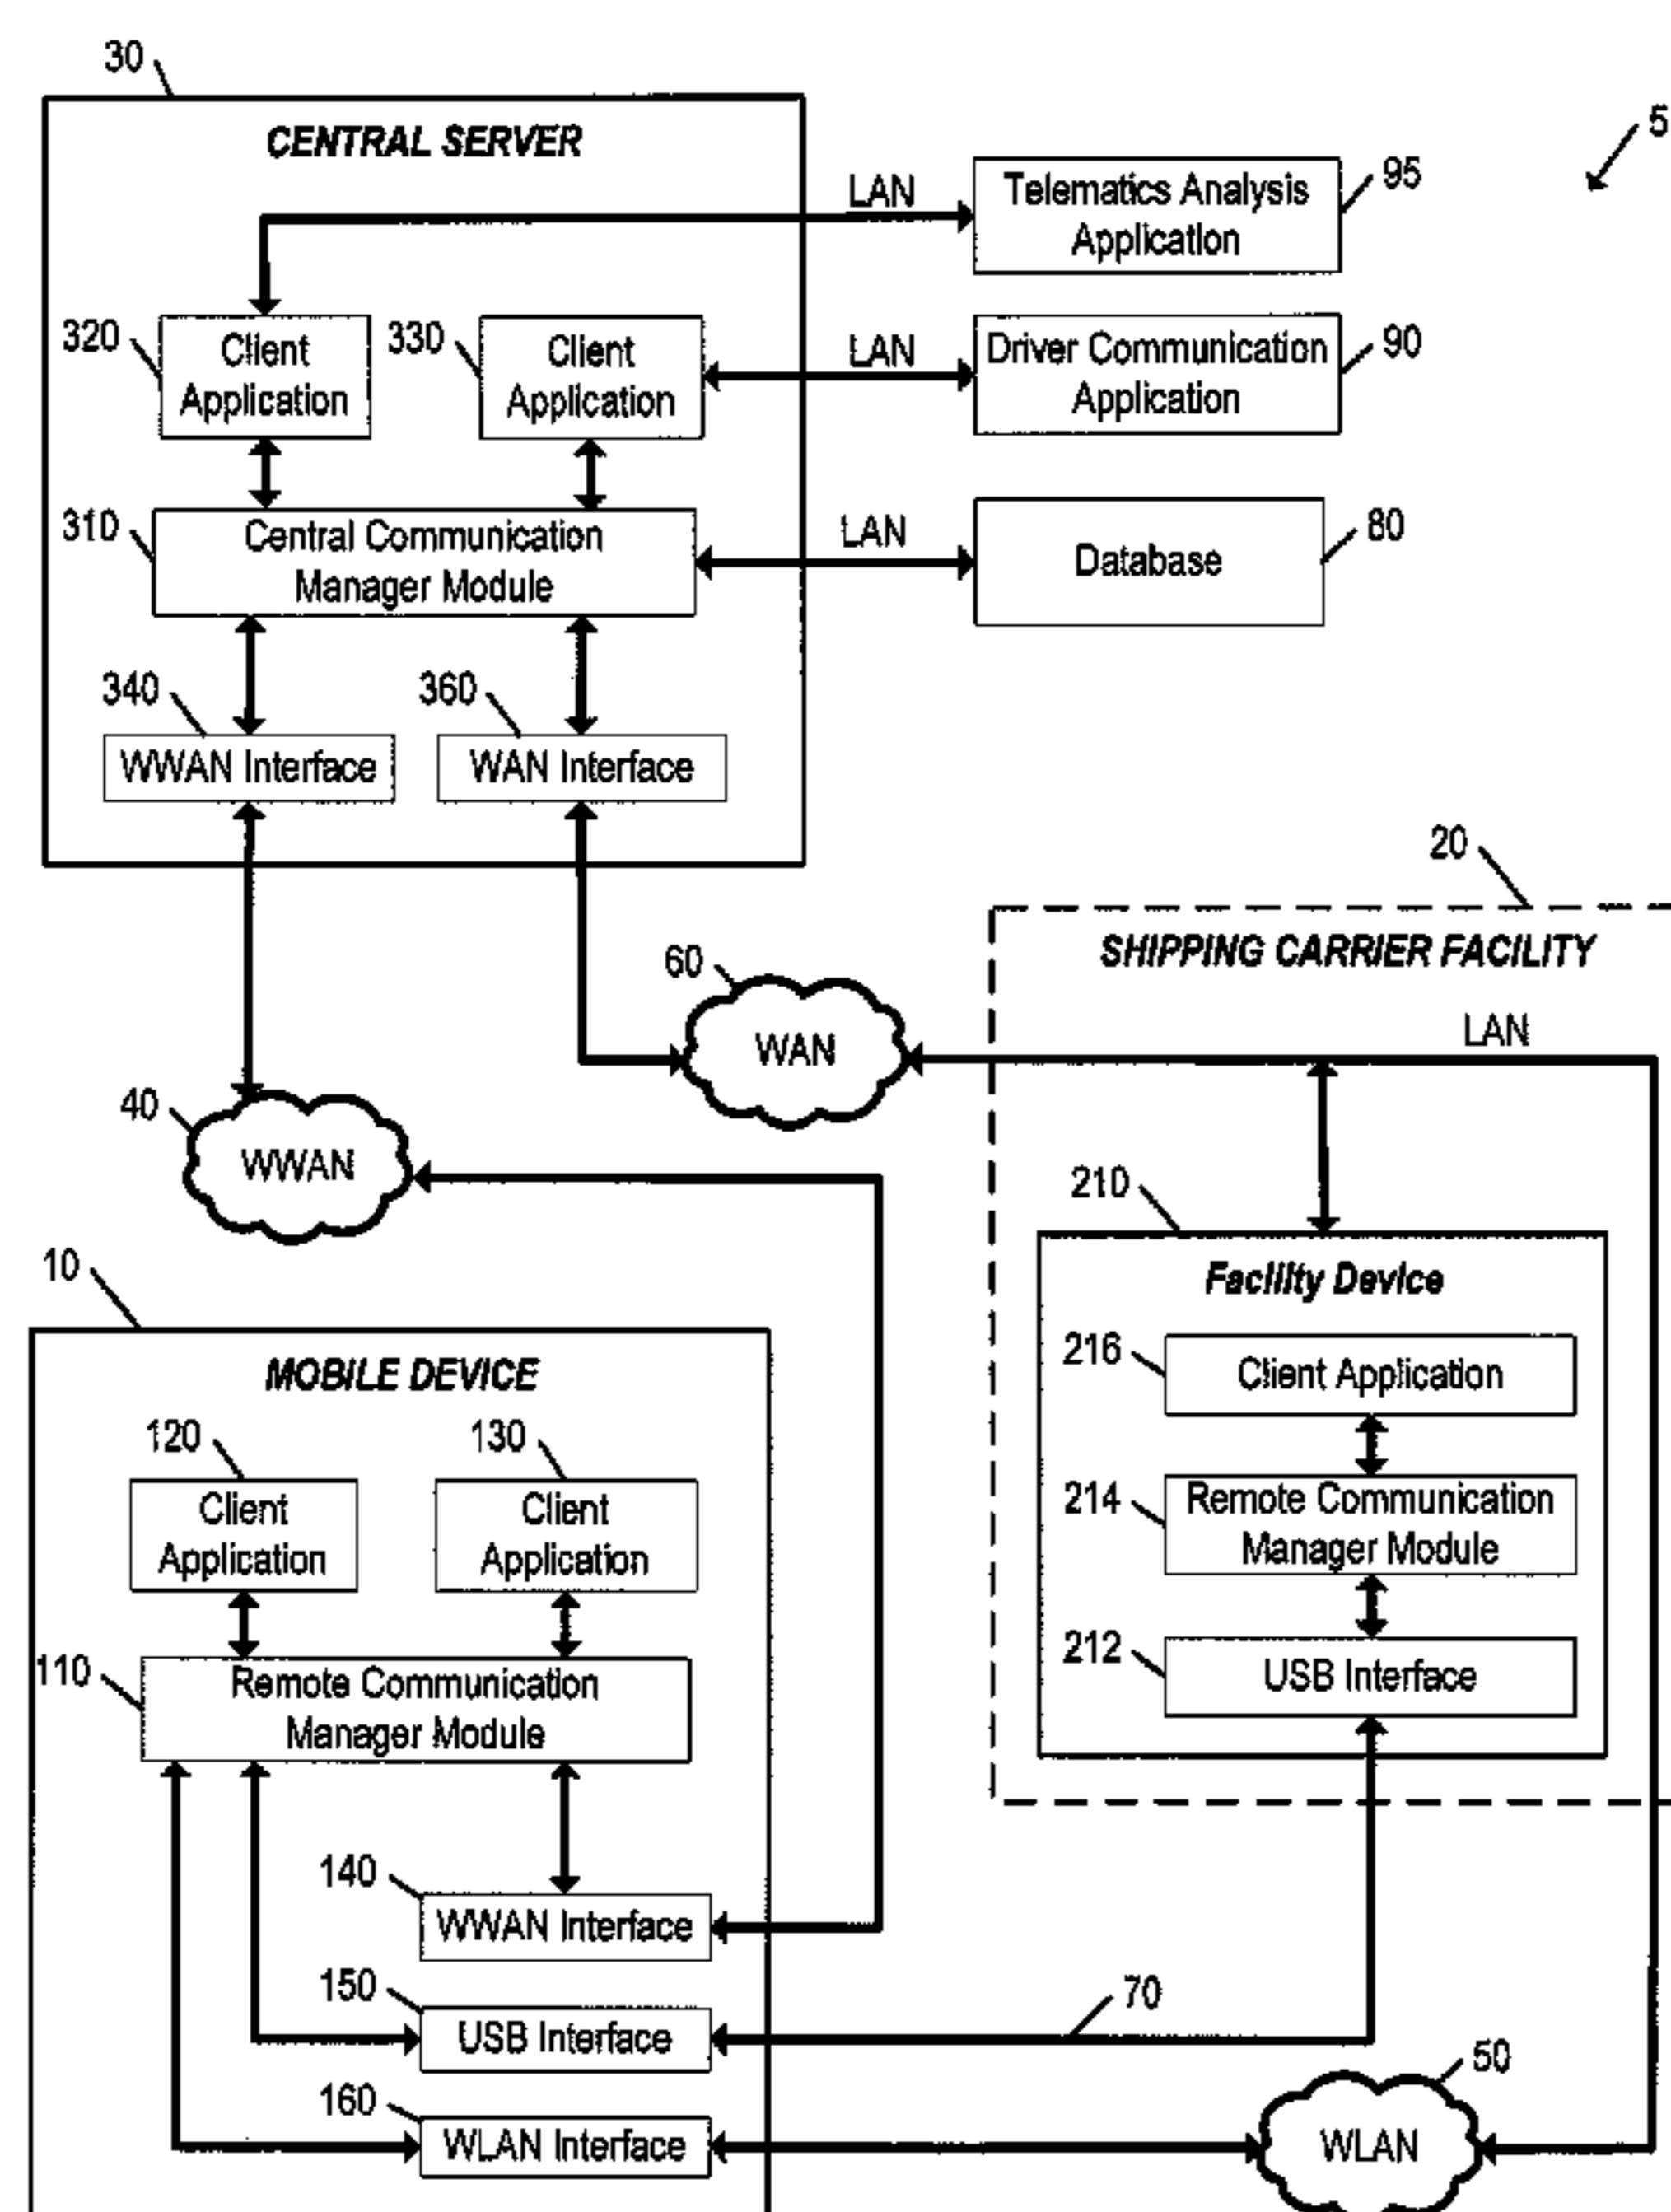 30
CENTRAL SERVER
5
LAN
Telematics Analysis
Application
95
320
Client
Application
330
Client
Application
LAN
Driver Communication
Application
90
310
Central Communication
Manager Module
LAN
Database
80
340
WWAN Interface
360
WAN Interface
20
SHIPPING CARRIER FACILITY
60
WAN
LAN
40
WWAN
210
Facility Device
216
Client Application
214
Remote Communication
Manager Module
212
USB Interface
10
MOBILE DEVICE
120
Client
Application
130
Client
Application
110
Remote Communication
Manager Module
140
WWAN Interface
150
USB Interface
70
160
WLAN Interface
50
WLAN